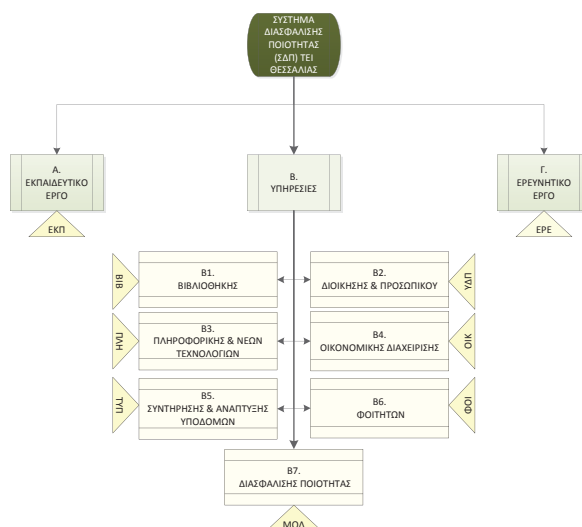 ΣΥΣΤΗΜΑ
ΔΙΑΣΦΑΛΙΣΗΣ
ΠΟΙΟΤΗΤΑΣ
(ΣΔΠ) ΤΕΙ
ΘΕΣΣΑΛΙΑΣ
Α.
ΕΚΠΑΙΔΕΥΤΙΚΟ
ΕΡΓΟ
ΕΚΠ
Β.
ΥΠΗΡΕΣΙΕΣ
Γ.
ΕΡΕΥΝΗΤΙΚΟ
ΕΡΓΟ
ΕΡΕ
ΒΙΒ
Β1.
ΒΙΒΛΙΟΘΗΚΗΣ
Β2.
ΔΙΟΙΚΗΣΗΣ & ΠΡΟΣΩΠΙΚΟΥ
ΥΔΠ
ΠΛΗ
Β3.
ΠΛΗΡΟΦΟΡΙΚΗΣ & ΝΕΩΝ
ΤΕΧΝΟΛΟΓΙΩΝ
Β4.
ΟΙΚΟΝΟΜΙΚΗΣ ΔΙΑΧΕΙΡΙΣΗΣ
ΟΙΚ
ΤΥΠ
Β5.
ΣΥΝΤΗΡΗΣΗΣ & ΑΝΑΠΤΥΞΗΣ
ΥΠΟΔΟΜΩΝ
Β6.
ΦΟΙΤΗΤΩΝ
ΦΟΙ
Β7.
ΔΙΑΣΦΑΛΙΣΗΣ ΠΟΙΟΤΗΤΑΣ